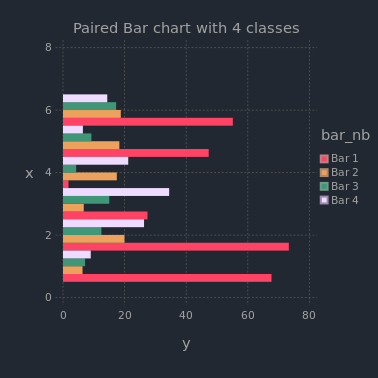 Paired Bar chart with 4 classes
8
6
4
2
0
x
0 20 40 60 80
y
bar_nb
Bar 1
Bar 2
Bar 3
Bar 4